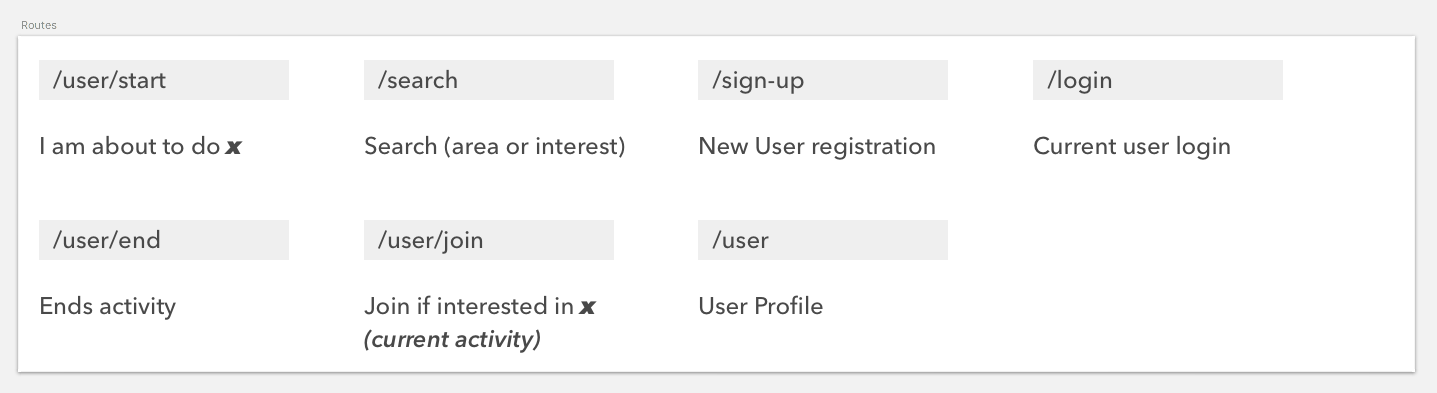 Routes
/user/start
/search
/sign-up
/login
I am about to do x
Search (area or interest)
New User registration
Current user login
/user/end
/user/join
/user
Ends activity
Join if interested in x
(current activity)
User Profile